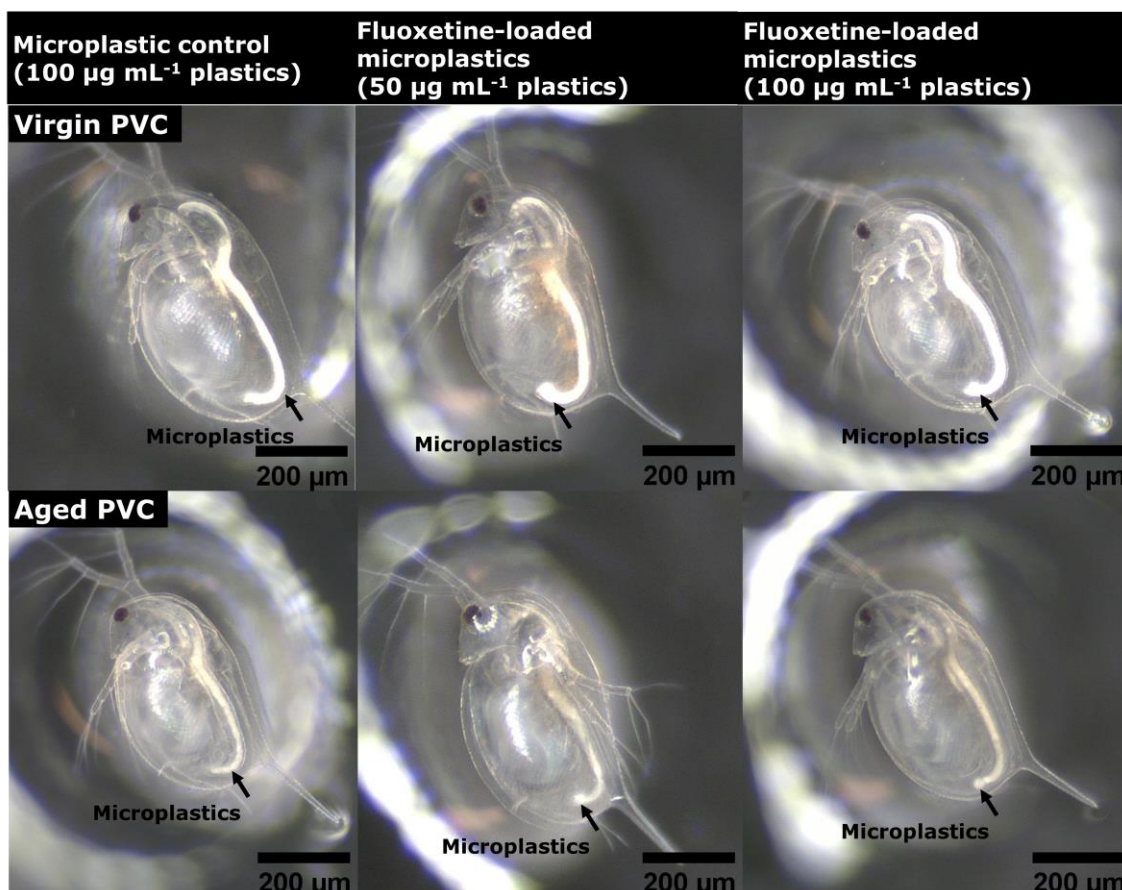 Microplastic control
(100 µg mL⁻¹ plastics)
Fluoxetine-loaded
microplastics
(50 µg mL⁻¹ plastics)
Fluoxetine-loaded
microplastics
(100 µg mL⁻¹ plastics)
Virgin PVC
Microplastics
200 µm
Microplastics
200 µm
Microplastics
200 µm
Aged PVC
Microplastics
200 µm
Microplastics
200 µm
Microplastics
200 µm